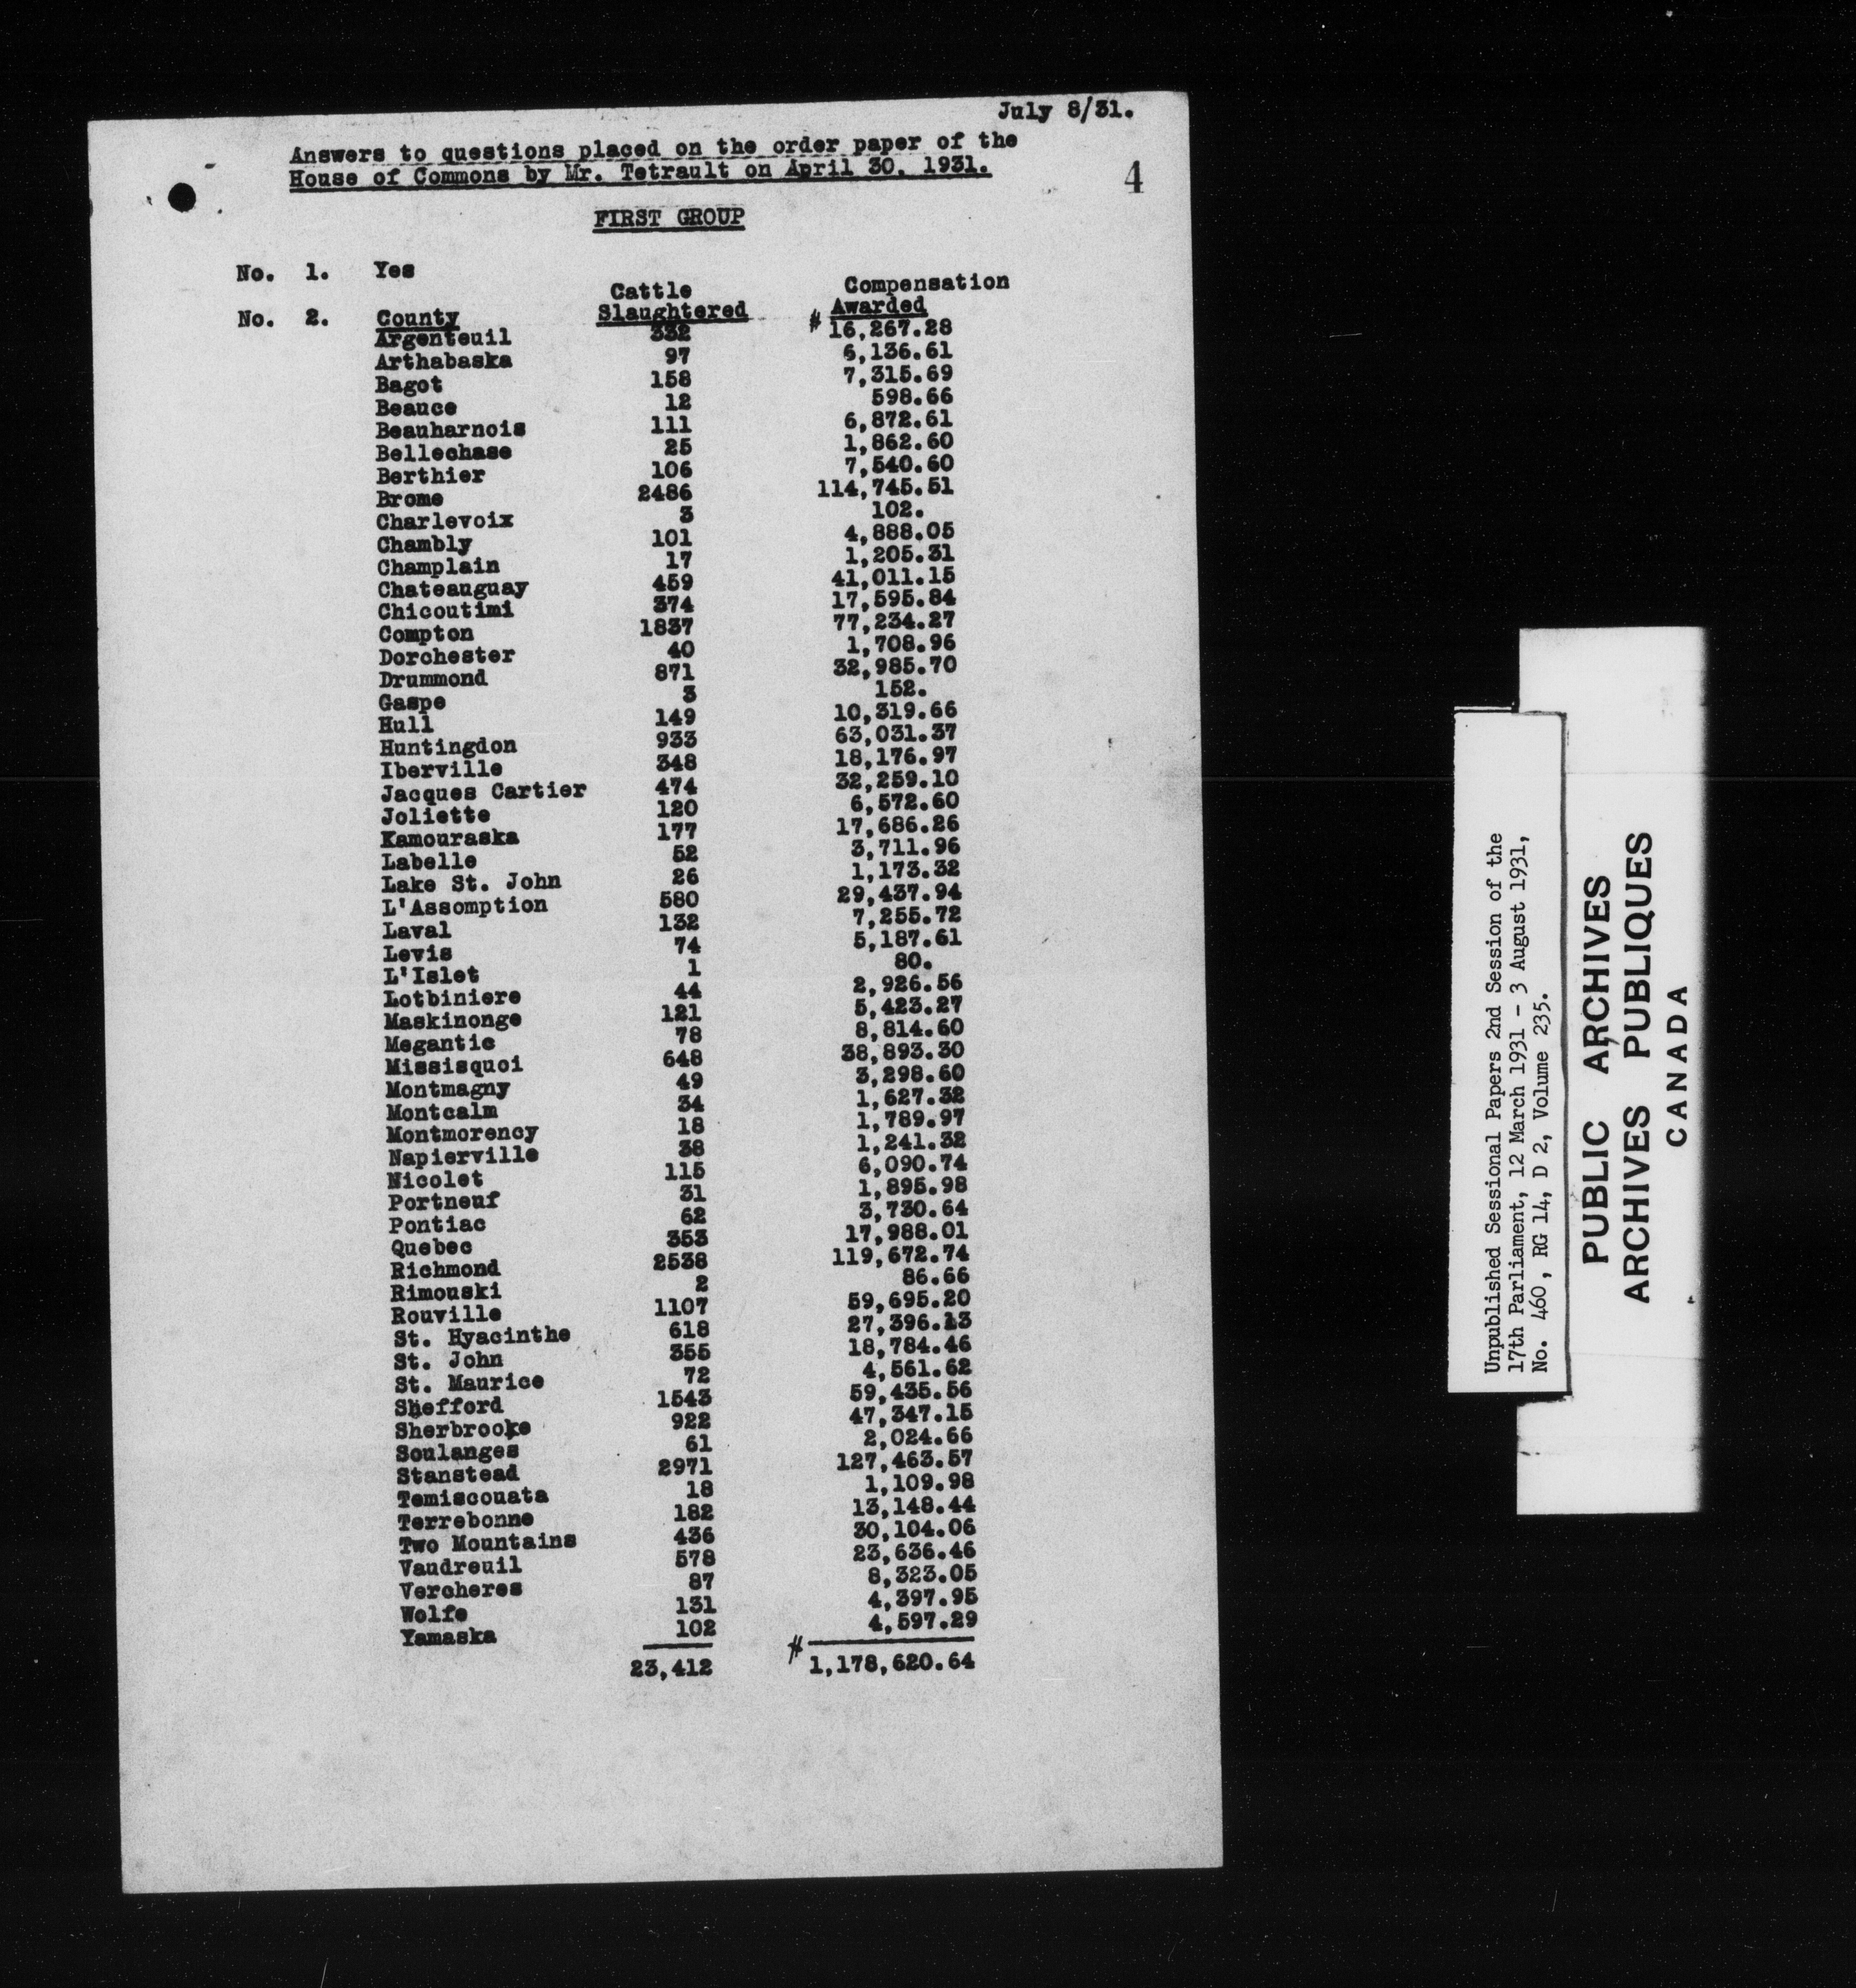 July 8/31.
Answers to questions placed on the order paper of the
House of Commons by Mr. Tetrault on April 30, 1931.
4
FIRST GROUP
No. 1. Yes
Cattle Compensation
No. 2. County Slaughtered Awarded
Argenteuil 332 $ 16,267.28
Arthabaska 97 6,136.61
Bagot 158 7,315.69
Beauce 12 598.66
Beauharnois 111 6,872.61
Bellechase 25 1,862.60
Berthier 106 7,540.60
Brome 2486 114,745.51
Charlevoix 3 102.
Chambly 101 4,888.05
Champlain 17 1,205.31
Chateauguay 459 41,011.15
Chicoutimi 374 17,595.84
Compton 1837 77,234.27
Dorchester 40 1,708.96
Drummond 871 32,985.70
Gaspe 3 152.
Hull 149 10,319.66
Huntingdon 933 63,031.37
Iberville 348 18,176.97
Jacques Cartier 474 32,259.10
Joliette 120 6,572.60
Kamouraska 177 17,686.26
Labelle 52 3,711.96
Lake St. John 26 1,173.32
L'Assomption 580 29,437.94
Laval 132 7,255.72
Levis 74 5,187.61
L'Islet 1 80.
Lotbiniere 44 2,926.56
Maskinonge 121 5,423.27
Megantic 78 8,814.60
Missisquoi 648 38,893.30
Montmagny 49 3,298.60
Montcalm 34 1,627.32
Montmorency 18 1,789.97
Napierville 38 1,241.32
Nicolet 115 6,090.74
Portneuf 31 1,895.98
Pontiac 62 3,730.64
Quebec 353 17,988.01
Richmond 2538 119,672.74
Rimouski 2 86.66
Rouville 1107 59,695.20
St. Hyacinthe 618 27,396.13
St. John 355 18,784.46
St. Maurice 72 4,561.62
Shefford 1543 59,435.56
Sherbrooke 922 47,347.15
Soulanges 61 2,024.66
Stanstead 2971 127,463.57
Temiscouata 18 1,109.98
Terrebonne 182 13,148.44
Two Mountains 436 30,104.06
Vaudreuil 578 23,636.46
Vercheres 87 8,323.05
Wolfe 131 4,397.95
Yamaska 102 4,597.29
23,412 $ 1,178,620.64
Unpublished Sessional Papers 2nd Session of the
17th Parliament, 12 March 1931 - 3 August 1931,
No. 460, RG 14, D 2, Volume 235.
PUBLIC ARCHIVES
ARCHIVES PUBLIQUES
CANADA